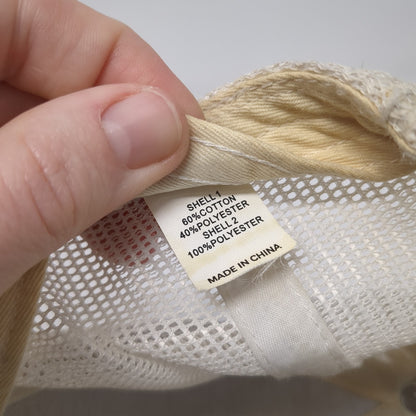 SHELL 1
60%COTTON
40%POLYESTER
SHELL 2
100%POLYESTER
MADE IN CHINA